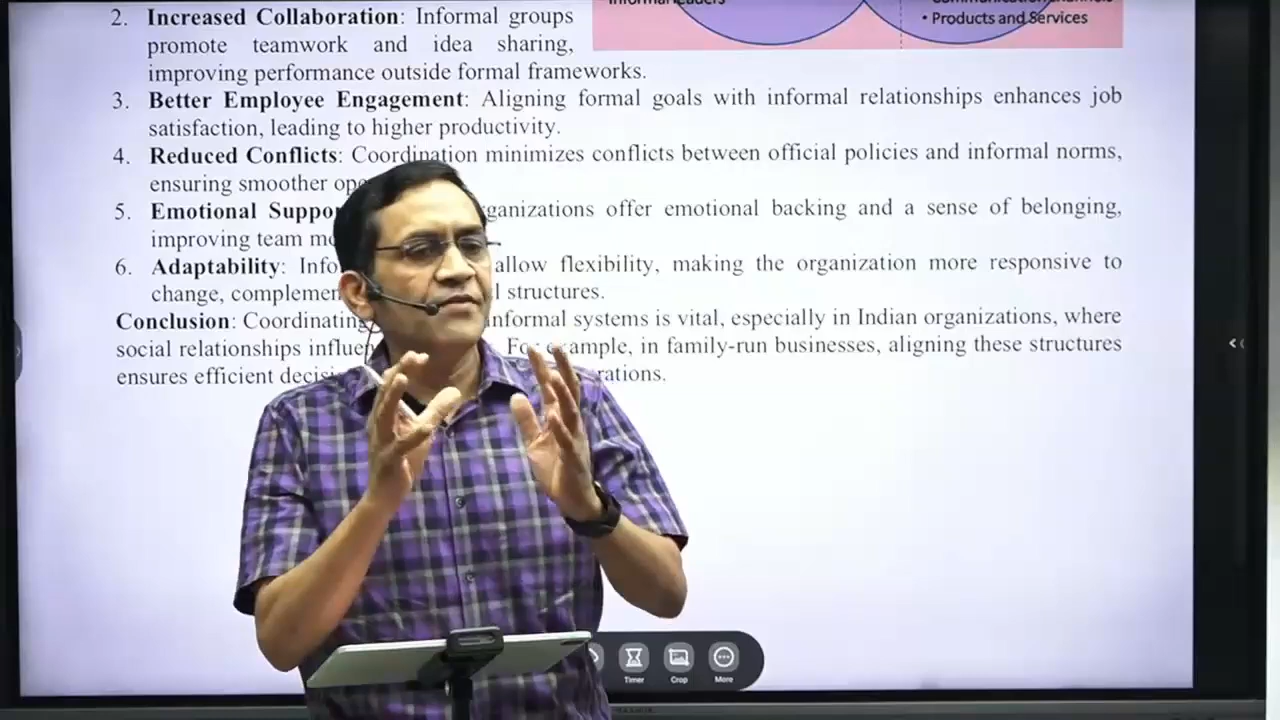 2. Increased Collaboration: Informal groups
promote teamwork and idea sharing,
improving performance outside formal frameworks.
Informal leaders
• Products and Services
3. Better Employee Engagement: Aligning formal goals with informal relationships enhances job
satisfaction, leading to higher productivity.
4. Reduced Conflicts: Coordination minimizes conflicts between official policies and informal norms,
ensuring smoother
5. Emotional offer emotional backing and a sense of belonging,
improving team
6. Adaptability: allow flexibility, making the organization more responsive to
change, structures.
Conclusion: Coordinating informal systems is vital, especially in Indian organizations, where
social relationships For example, in family-run businesses, aligning these structures
ensures efficient
Timer
Crop
More